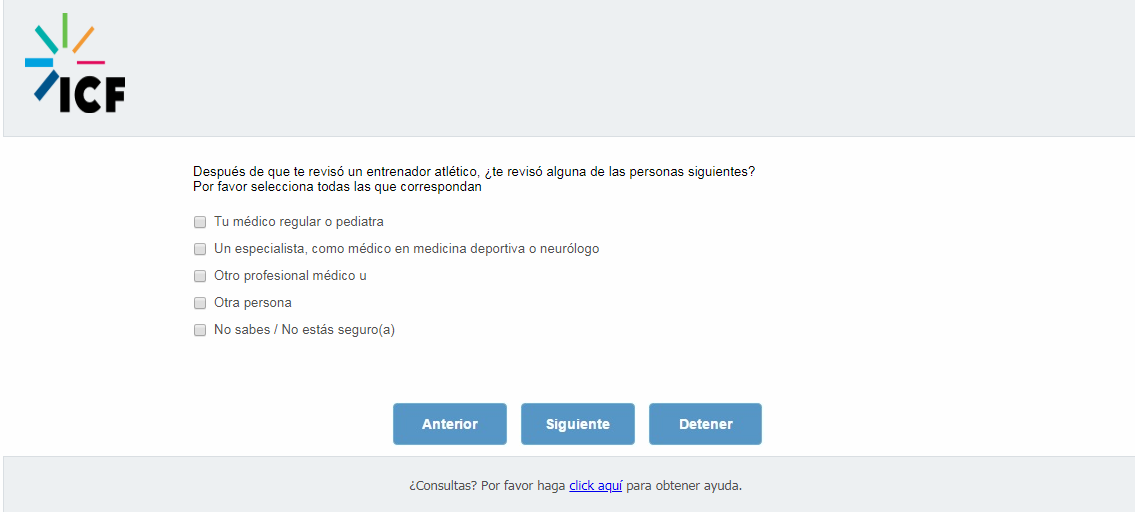 ICF
Después de que te revisó un entrenador atlético, ¿te revisó alguna de las personas siguientes?
Por favor selecciona todas las que correspondan
Tu médico regular o pediatra
Un especialista, como médico en medicina deportiva o neurólogo
Otro profesional médico u
Otra persona
No sabes / No estás seguro(a)
Anterior Siguiente Detener
¿Consultas? Por favor haga click aquí para obtener ayuda.